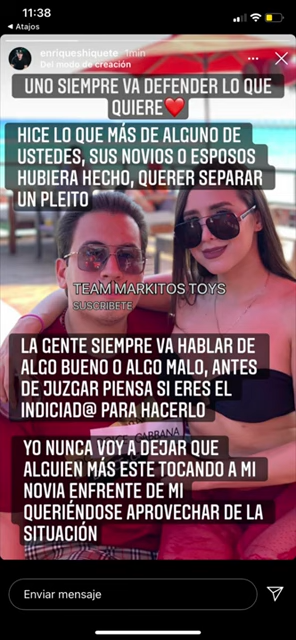 11:38
Atajos
enriqueshiquete 1min
Del modo de creación
UNO SIEMPRE VA DEFENDER LO QUE
QUIERE❤️
HICE LO QUE MÁS DE ALGUNO DE
USTEDES, SUS NOVIOS O ESPOSOS
HUBIERA HECHO, QUERER SEPARAR
UN PLEITO
TEAM MARKITOS TOYS
SUSCRIBETE
LA GENTE SIEMPRE VA HABLAR DE
ALGO BUENO O ALGO MALO, ANTES
DE JUZGAR PIENSA SI ERES EL
INDICIAD@ PARA HACERLO
GABBANA
YO NUNCA VOY A DEJAR QUE
ALGUIEN MÁS ESTE TOCANDO A MI
NOVIA ENFRENTE DE MI
QUERIÉNDOSE APROVECHAR DE LA
SITUACIÓN
Enviar mensaje